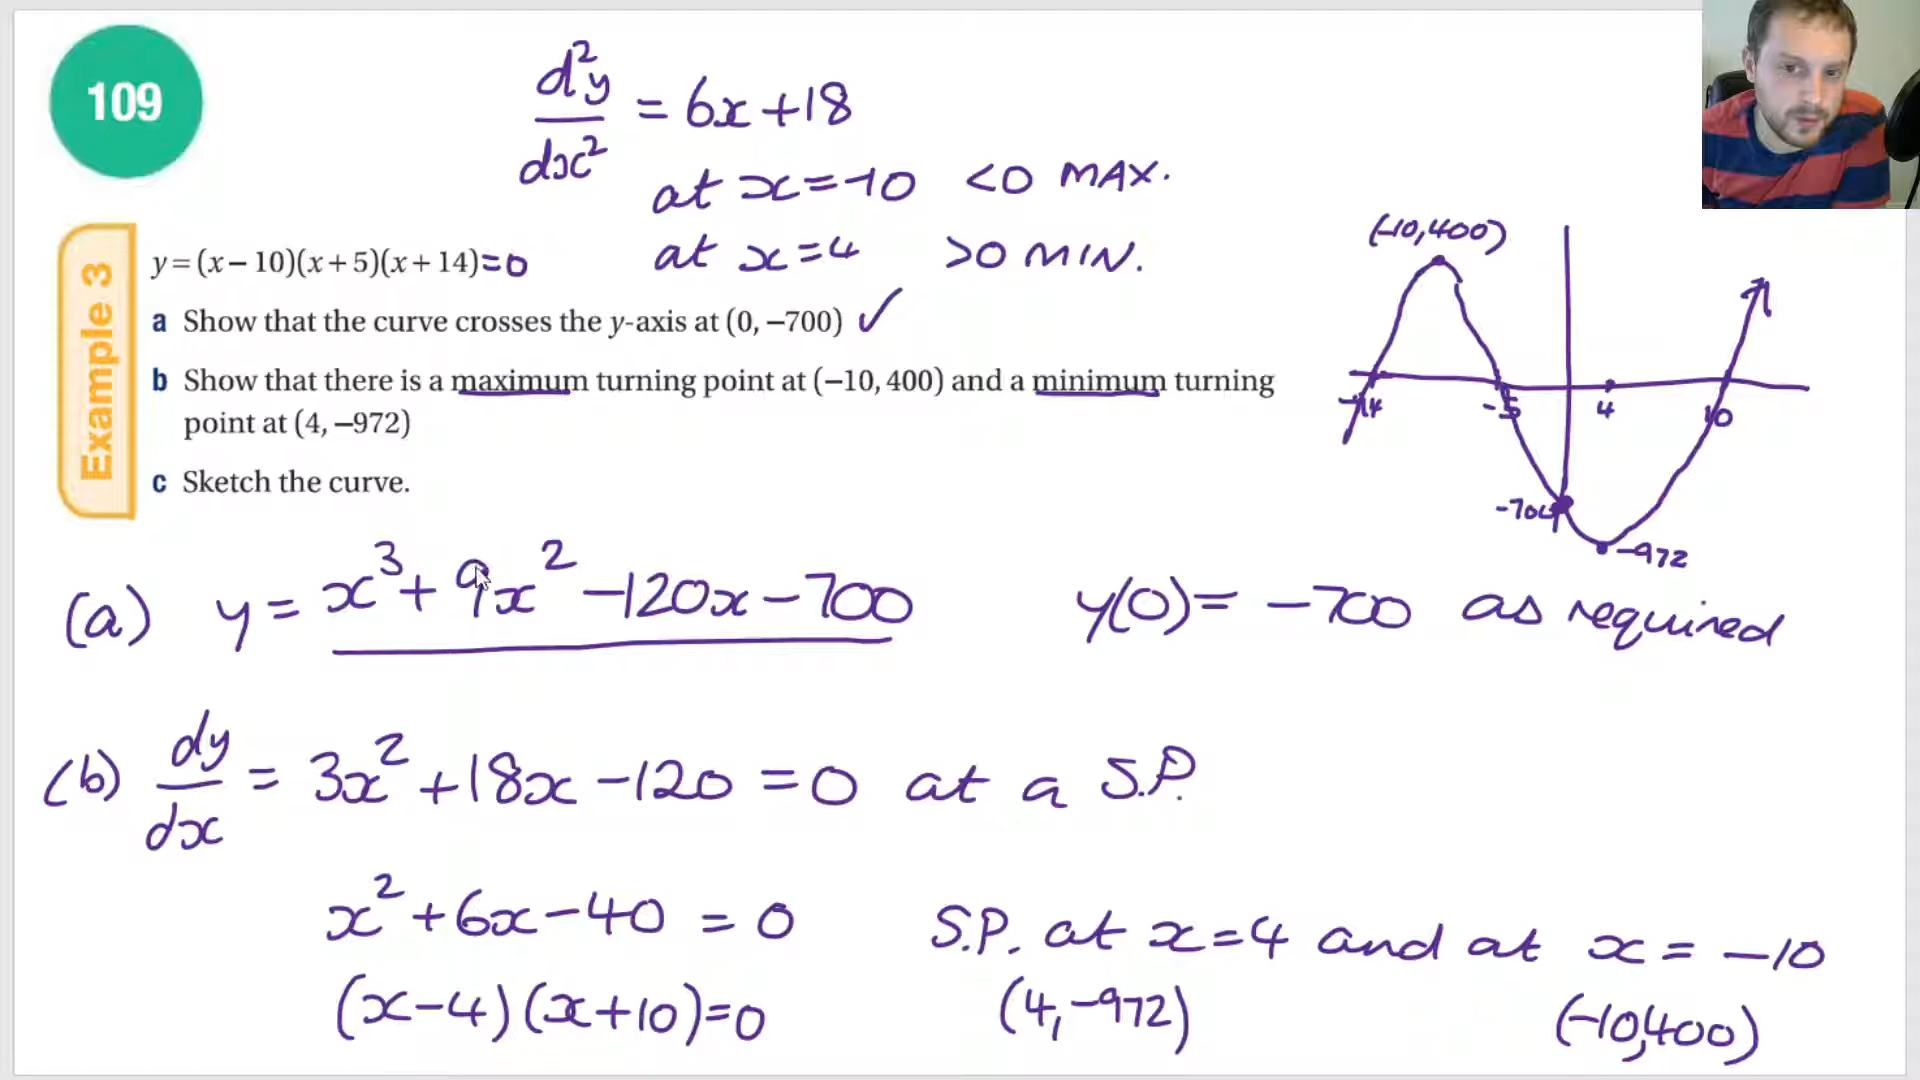 109
d²y/dx² = 6x + 18
at x = -10 < 0 MAX.
at x = 4 > 0 MIN.
Example 3
y = (x – 10)(x + 5)(x + 14) = 0
a Show that the curve crosses the y-axis at (0, –700) ✓
b Show that there is a maximum turning point at (–10, 400) and a minimum turning
point at (4, –972)
c Sketch the curve.
(-10,400)
-14 -5 4 10
-972
(a) y = x³ + 9x² - 120x - 700 y(0) = -700 as required
(b) dy/dx = 3x² + 18x - 120 = 0 at a S.P.
x² + 6x - 40 = 0 S.P. at x = 4 and at x = -10
(x-4)(x+10)=0 (4,-972) (-10,400)